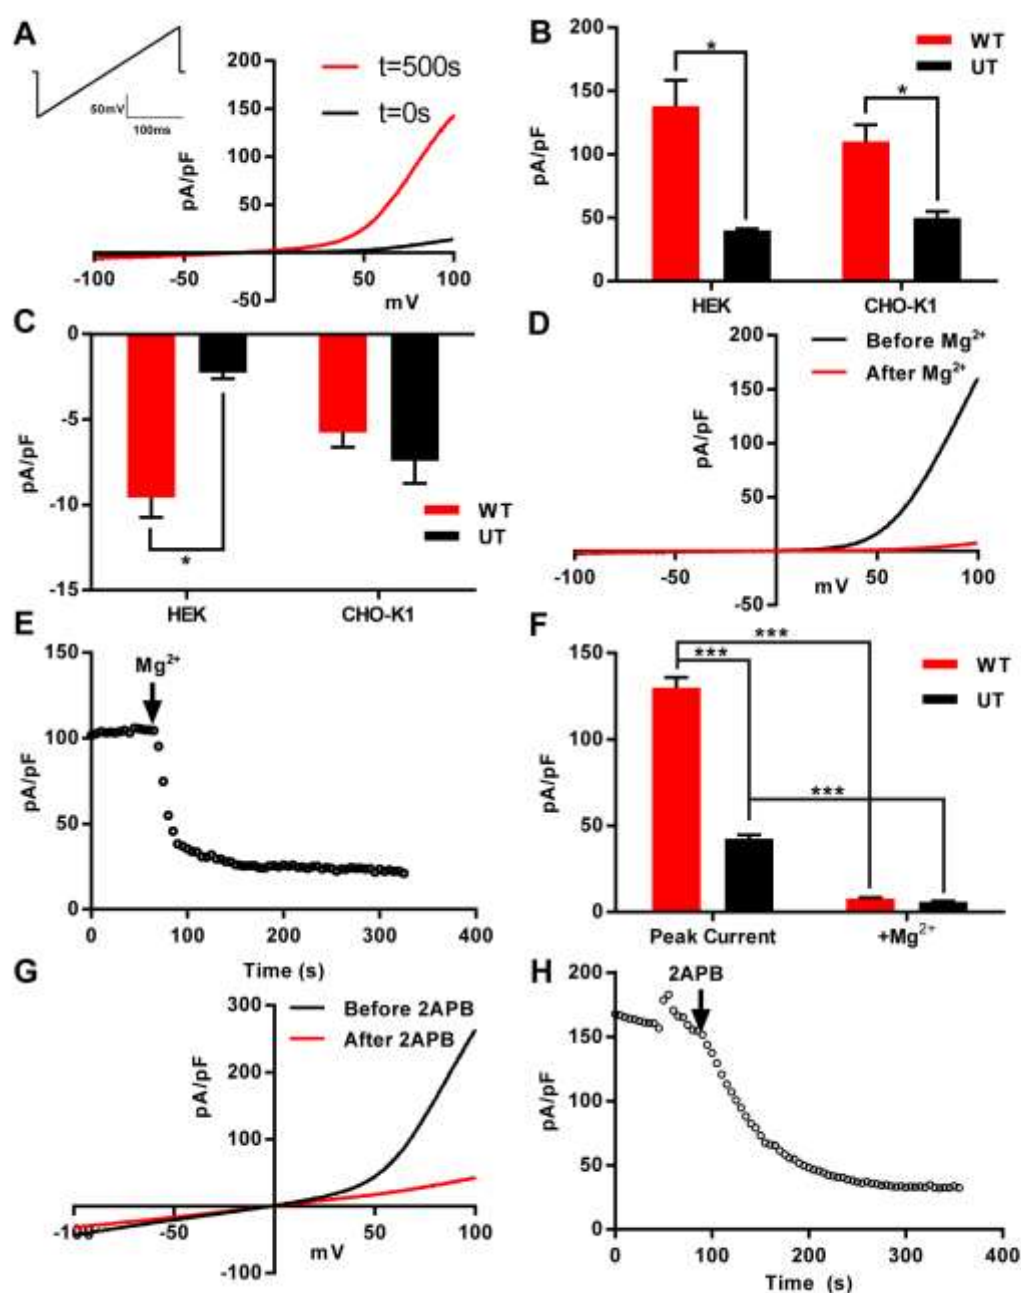 A
50mV
100ms
pA/pF
200
150
100
50
-50
-100
-50
50
100
mV
t=500s
t=0s
B
pA/pF
200
150
100
50
0
*
*
WT
UT
HEK
CHO-K1
C
pA/pF
0
-5
-10
-15
*
WT
UT
HEK
CHO-K1
D
Before Mg²⁺
After Mg²⁺
pA/pF
200
150
100
50
-50
-100
-50
50
100
mV
E
Mg²⁺
pA/pF
150
100
50
0
0
100
200
300
400
Time (s)
F
pA/pF
150
100
50
0
***
***
***
WT
UT
Peak Current
+Mg²⁺
G
Before 2APB
After 2APB
pA/pF
300
200
100
-100
-100
-50
50
100
mV
H
2APB
pA/pF
200
150
100
50
0
0
100
200
300
400
Time (s)